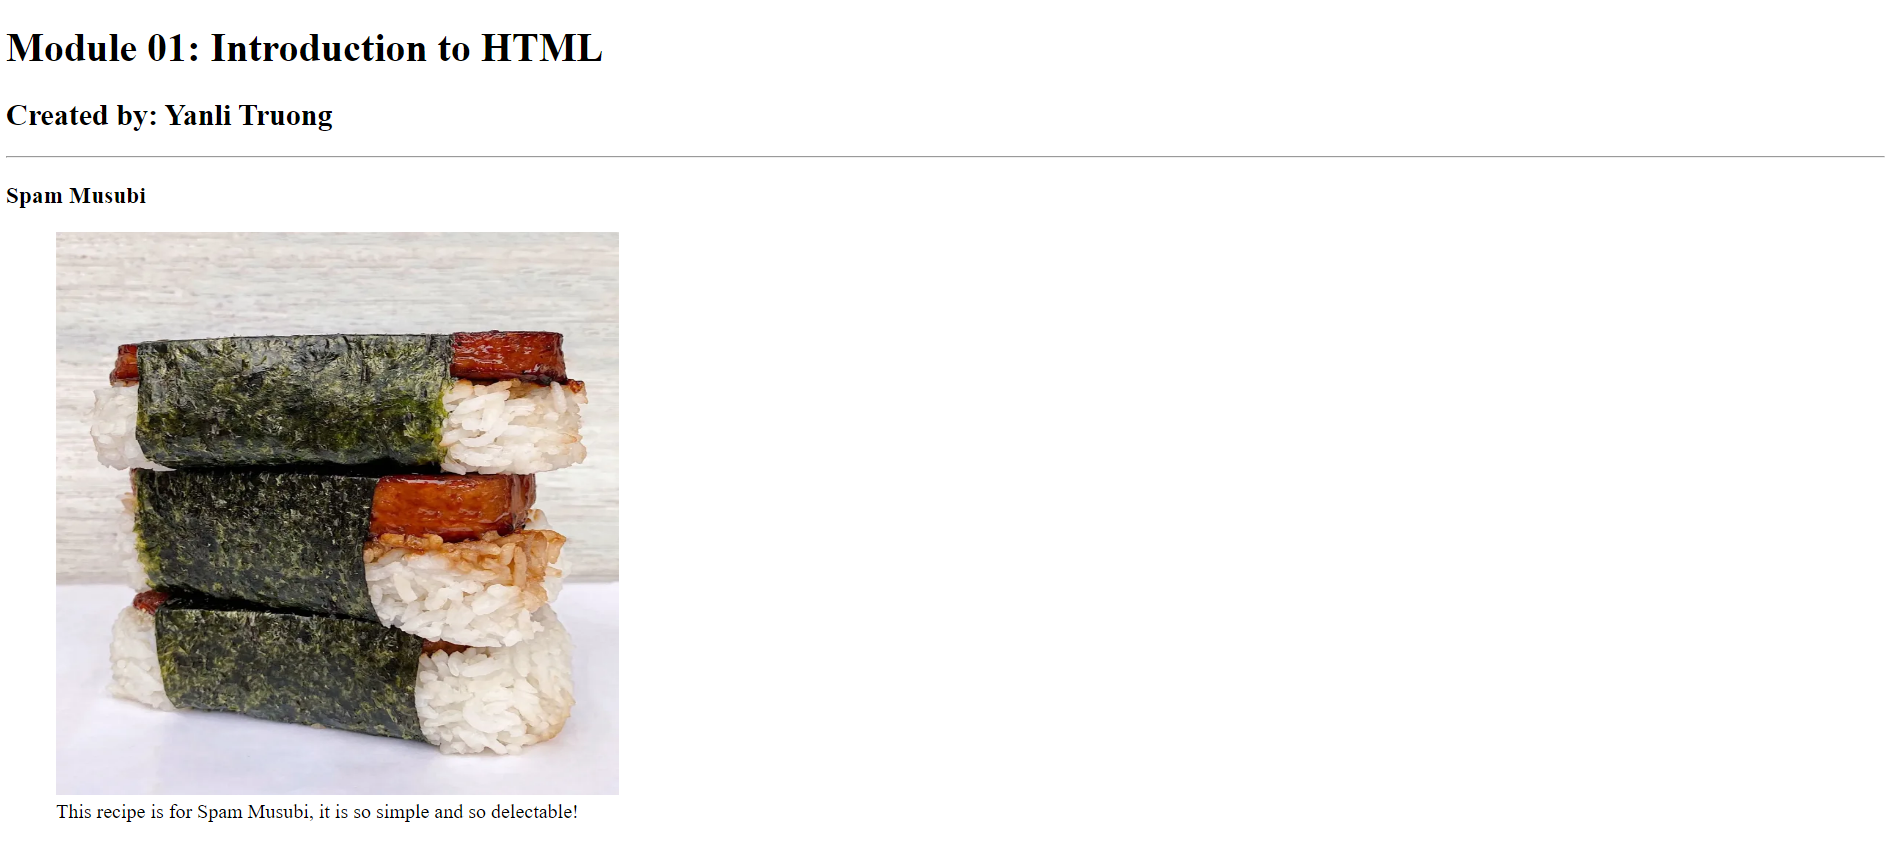 Module 01: Introduction to HTML
Created by: Yanli Truong
Spam Musubi
This recipe is for Spam Musubi, it is so simple and so delectable!